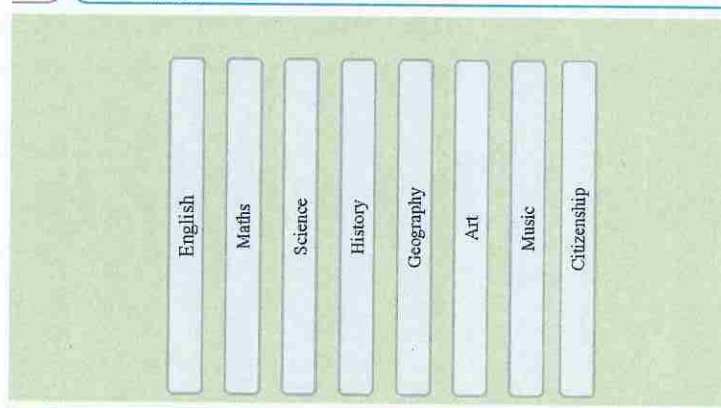 English
Maths
Science
History
Geography
Art
Music
Citizenship